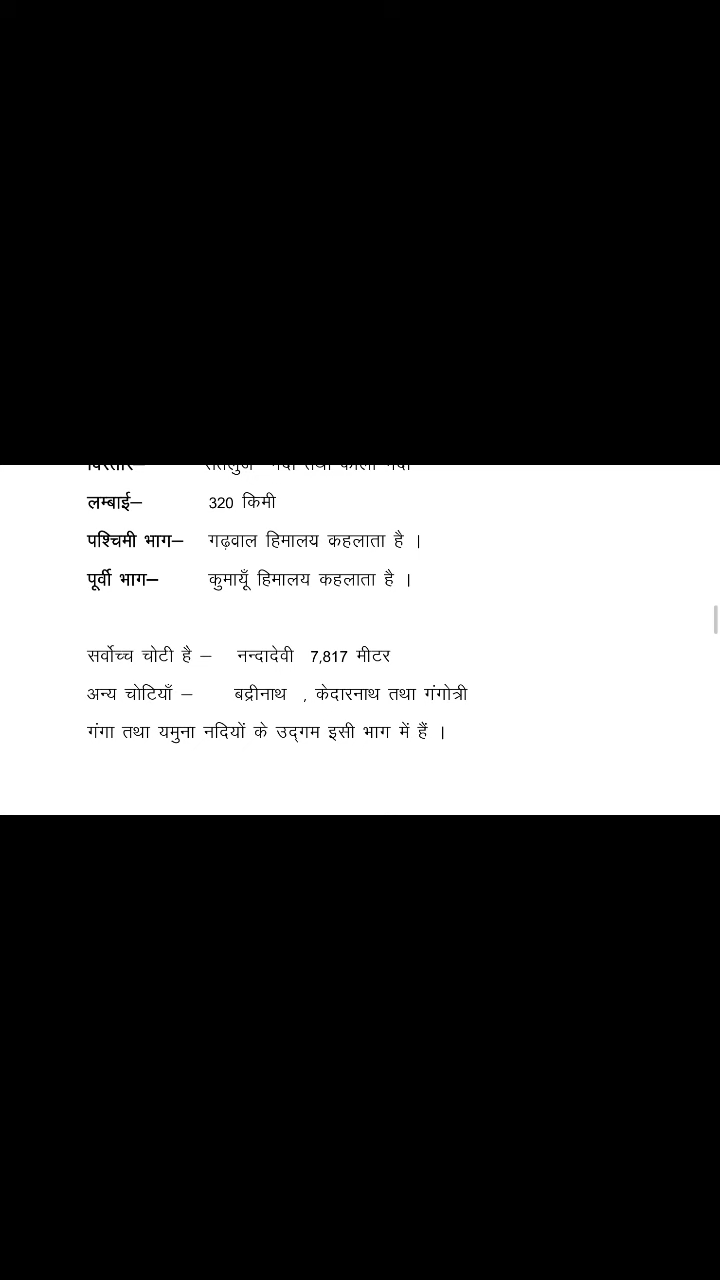 लम्बाई– 320 किमी
पश्चिमी भाग– गढ़वाल हिमालय कहलाता है ।
पूर्वी भाग– कुमायूँ हिमालय कहलाता है ।
सर्वोच्च चोटी है – नन्दादेवी 7,817 मीटर
अन्य चोटियाँ – बद्रीनाथ , केदारनाथ तथा गंगोत्री
गंगा तथा यमुना नदियों के उद्गम इसी भाग में हैं ।